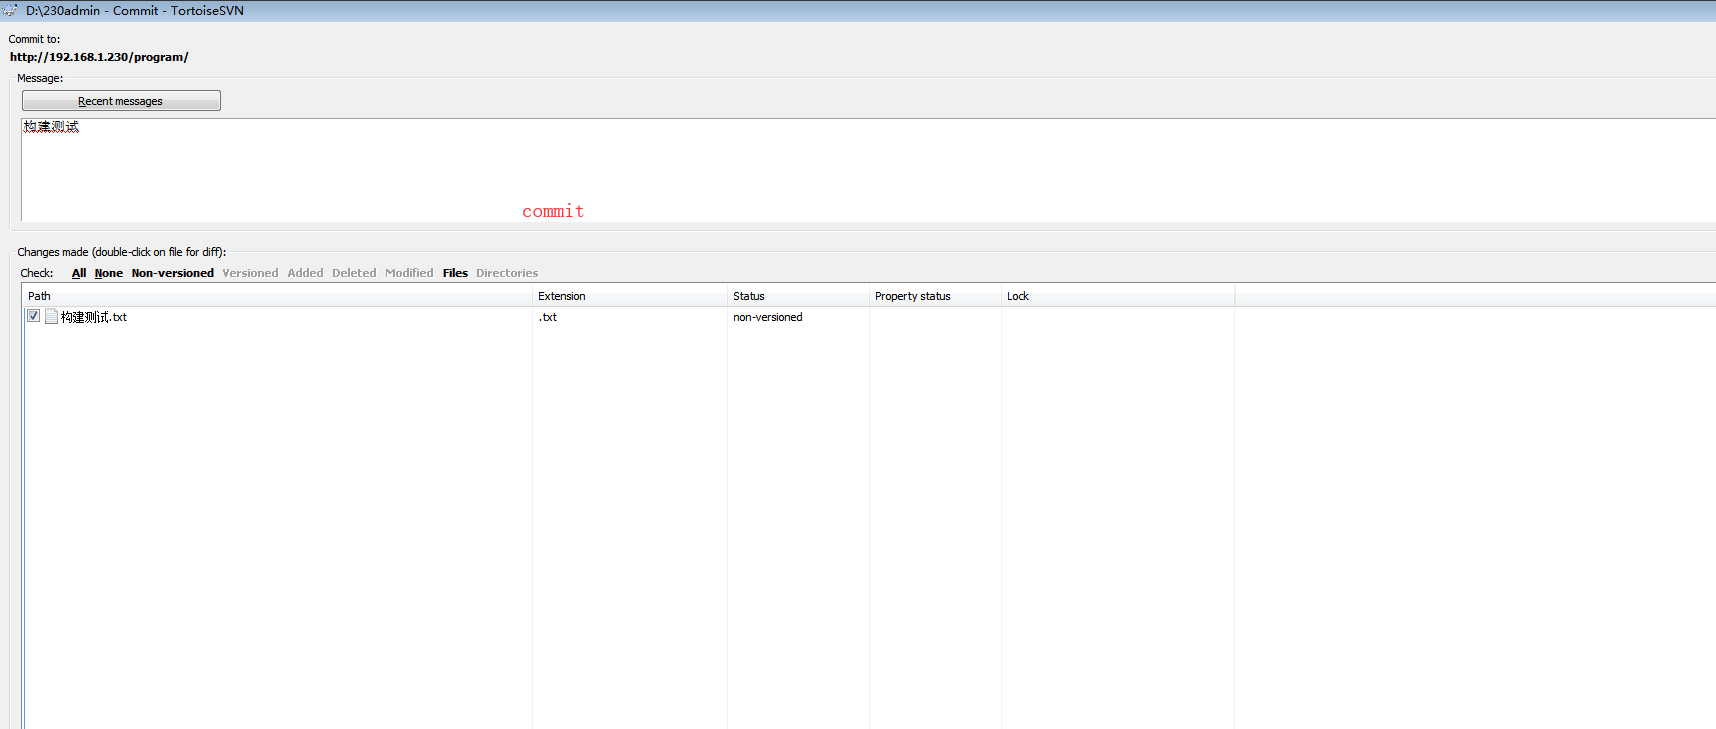 D:\230admin - Commit - TortoiseSVN
Commit to:
http://192.168.1.230/program/
Message:
Recent messages
构建测试
commit
Changes made (double-click on file for diff):
Check: All None Non-versioned Versioned Added Deleted Modified Files Directories
Path Extension Status Property status Lock
构建测试.txt .txt non-versioned